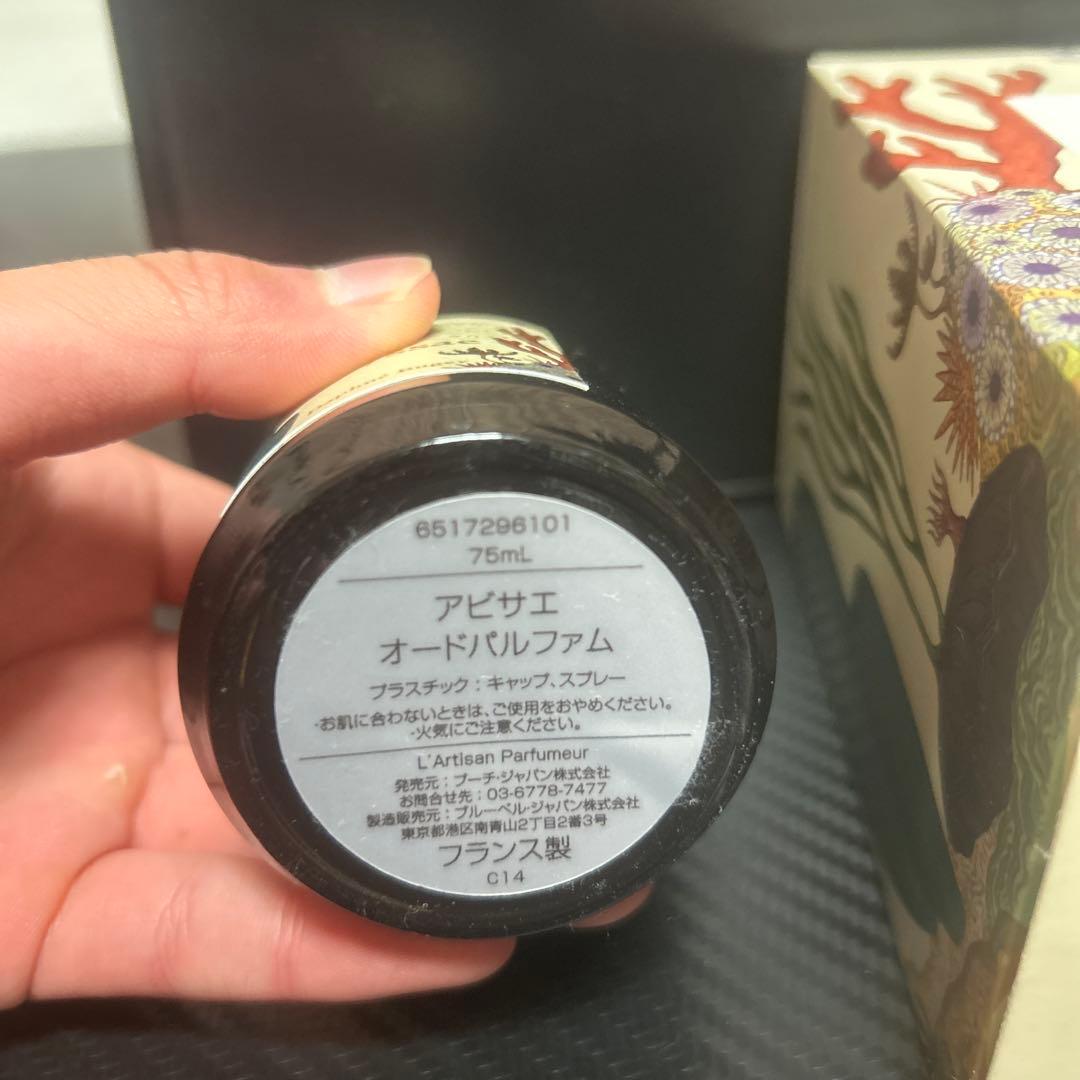 6517296101
75mL
アビサエ
オードパルファム
プラスチック：キャップ、スプレー
・お肌に合わないときは、ご使用をおやめください。
・火気にご注意ください。
L'Artisan Parfumeur
発売元：プーチ・ジャパン株式会社
お問合せ先：03-6778-7477
製造販売元：ブルーベル・ジャパン株式会社
東京都港区南青山2丁目2番3号
フランス製
C14